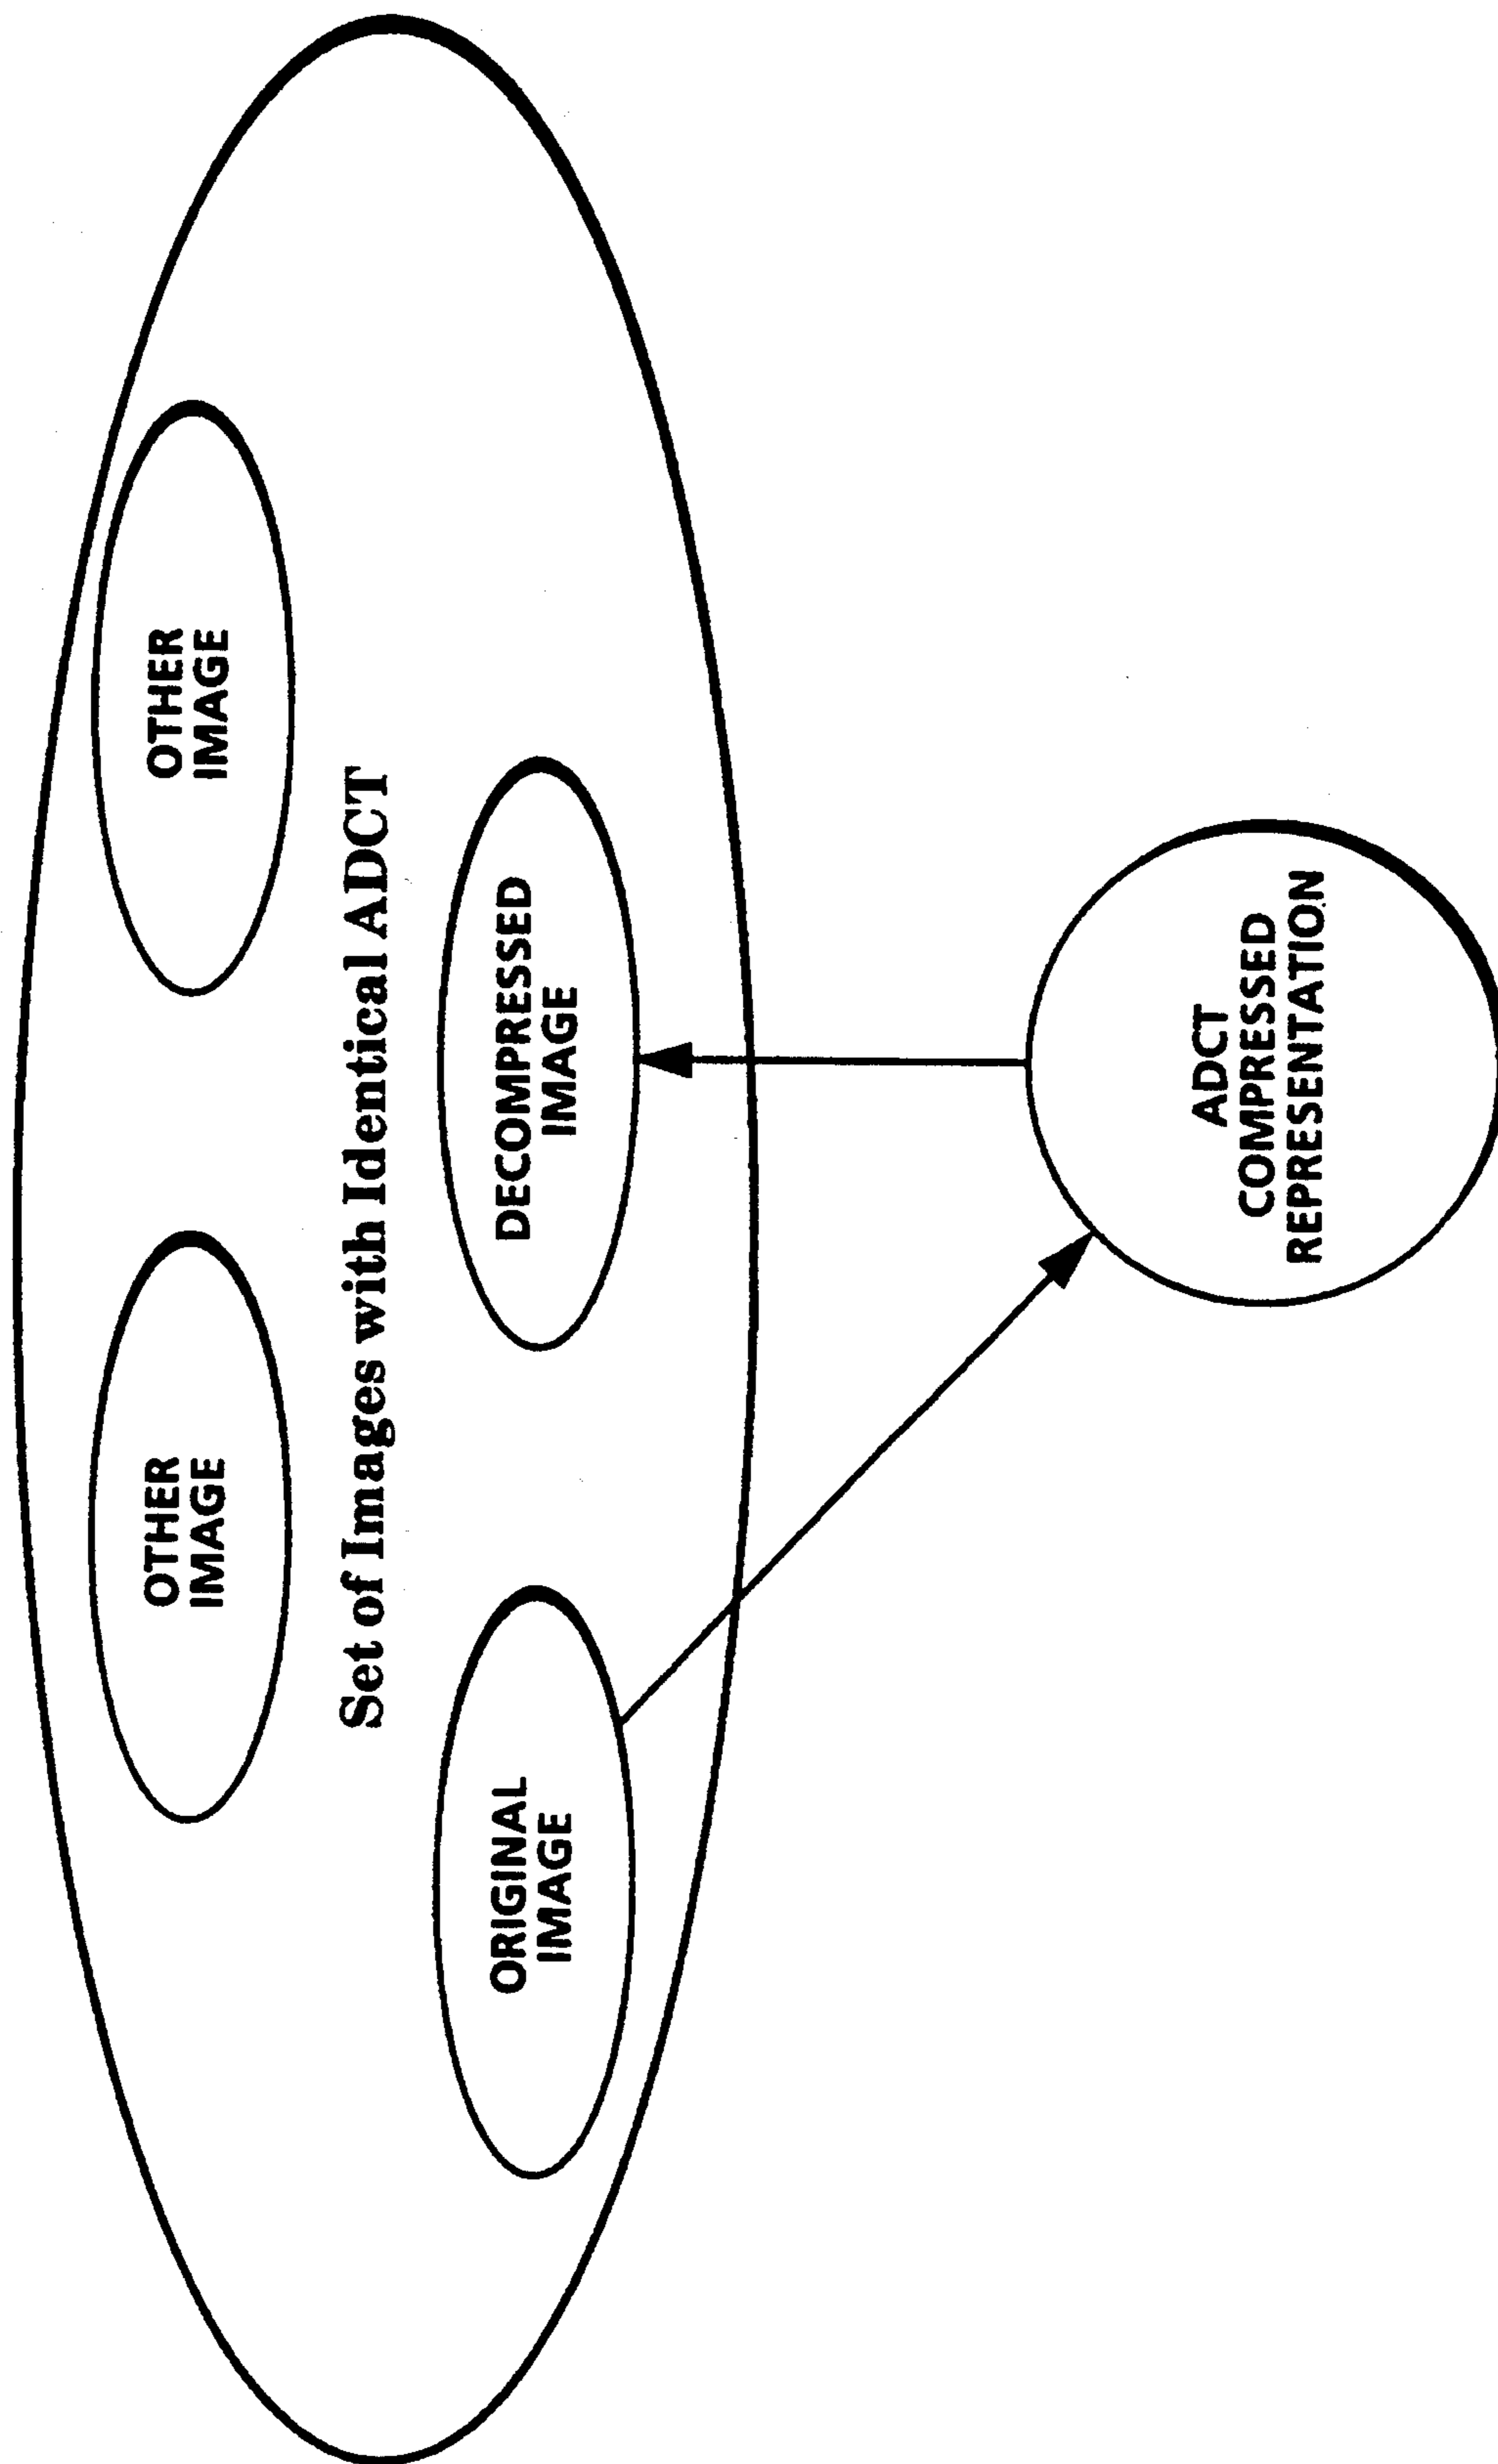 OTHER
IMAGE
OTHER
IMAGE
Set of Images with Identical ADCT
ORIGINAL
IMAGE
DECOMPRESSED
IMAGE
ADCT
COMPRESSED
REPRESENTATION